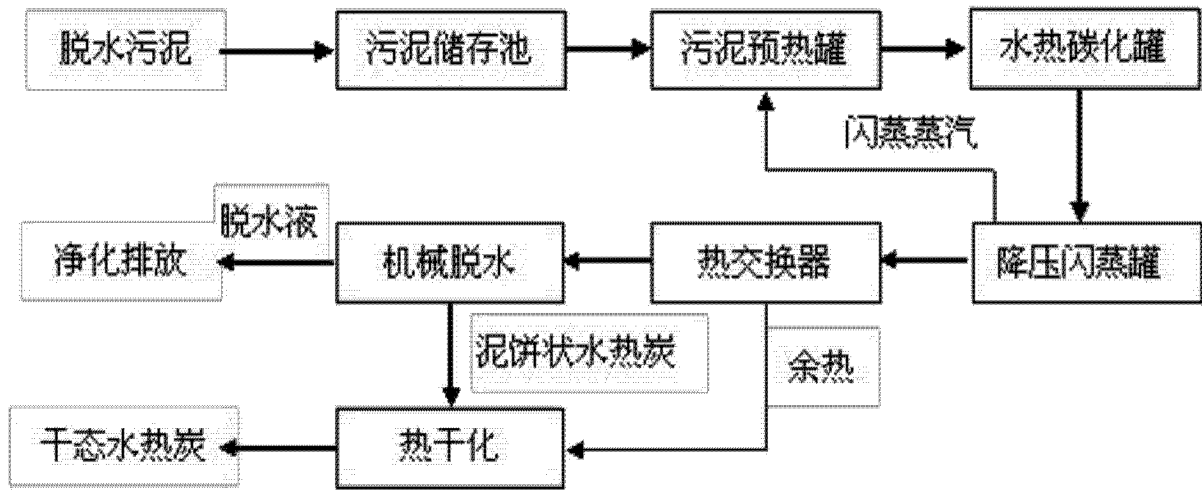 脱水污泥
污泥储存池
污泥预热罐
水热碳化罐
闪蒸蒸汽
脱水液
净化排放
机械脱水
热交换器
降压闪蒸罐
泥饼状水热炭
余热
干态水热炭
热干化